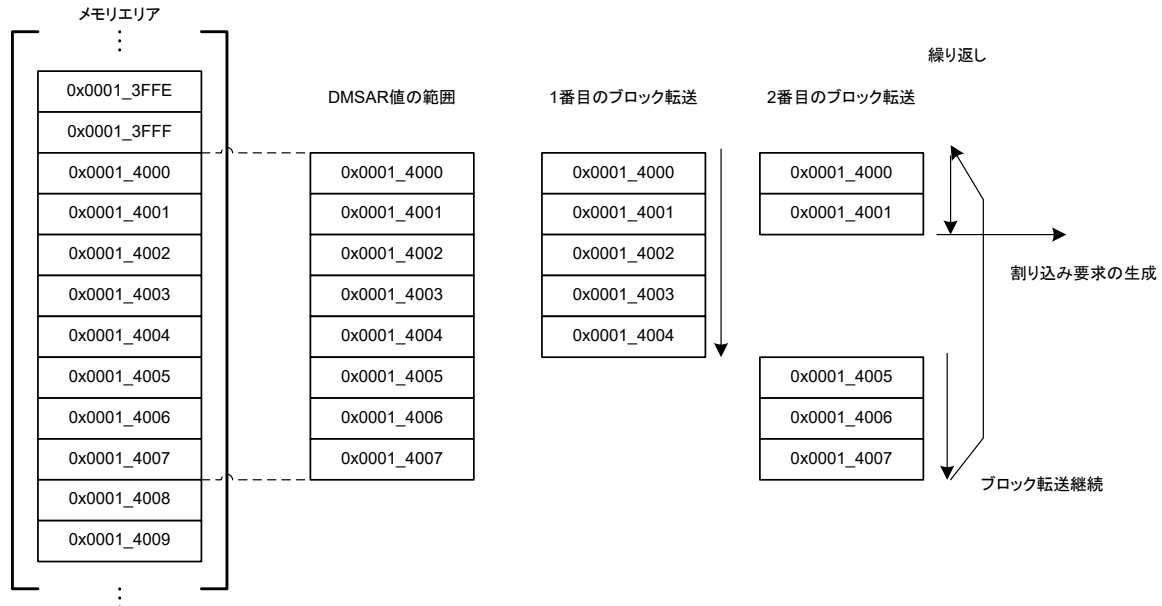 メモリエリア
0x0001_3FFE
0x0001_3FFF
0x0001_4000
0x0001_4001
0x0001_4002
0x0001_4003
0x0001_4004
0x0001_4005
0x0001_4006
0x0001_4007
0x0001_4008
0x0001_4009
DMSAR値の範囲
0x0001_4000
0x0001_4001
0x0001_4002
0x0001_4003
0x0001_4004
0x0001_4005
0x0001_4006
0x0001_4007
1番目のブロック転送
0x0001_4000
0x0001_4001
0x0001_4002
0x0001_4003
0x0001_4004
2番目のブロック転送
0x0001_4000
0x0001_4001
0x0001_4005
0x0001_4006
0x0001_4007
繰り返し
割り込み要求の生成
ブロック転送継続